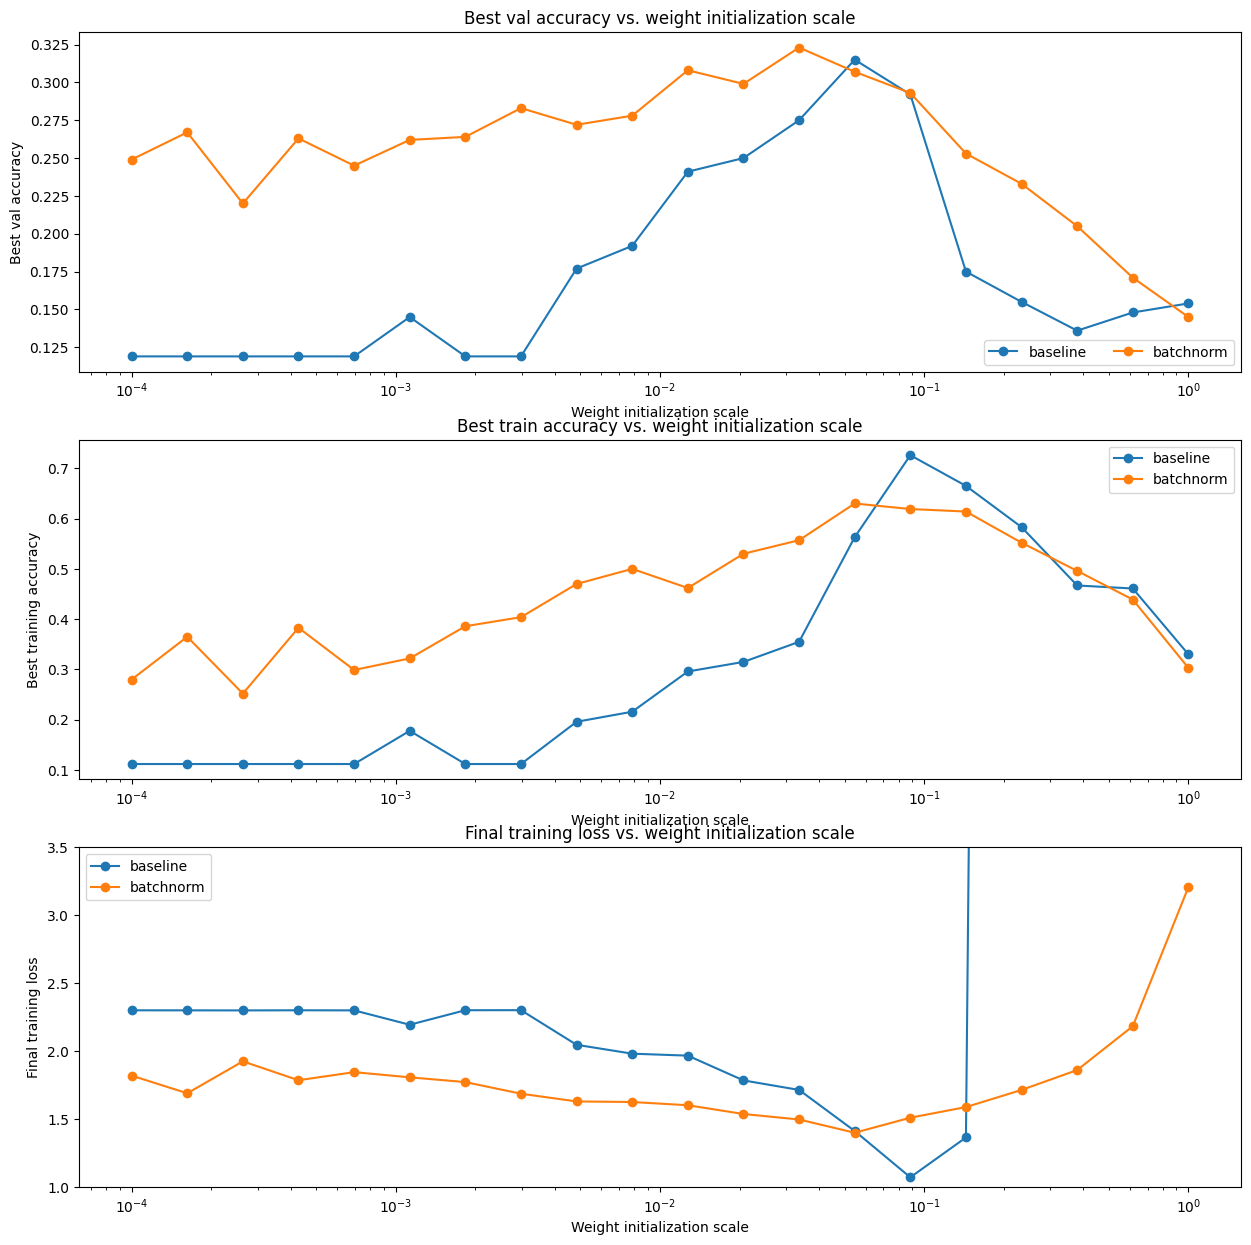 Best val accuracy vs. weight initialization scale
0.325
0.300
0.275
0.250
0.225
0.200
0.175
0.150
0.125
Best val accuracy
baseline batchnorm
10⁻⁴ 10⁻³ 10⁻² 10⁻¹ 10⁰
Weight initialization scale
Best train accuracy vs. weight initialization scale
0.7
0.6
0.5
0.4
0.3
0.2
0.1
Best training accuracy
baseline
batchnorm
10⁻⁴ 10⁻³ 10⁻² 10⁻¹ 10⁰
Weight initialization scale
Final training loss vs. weight initialization scale
3.5
3.0
2.5
2.0
1.5
1.0
Final training loss
baseline
batchnorm
10⁻⁴ 10⁻³ 10⁻² 10⁻¹ 10⁰
Weight initialization scale